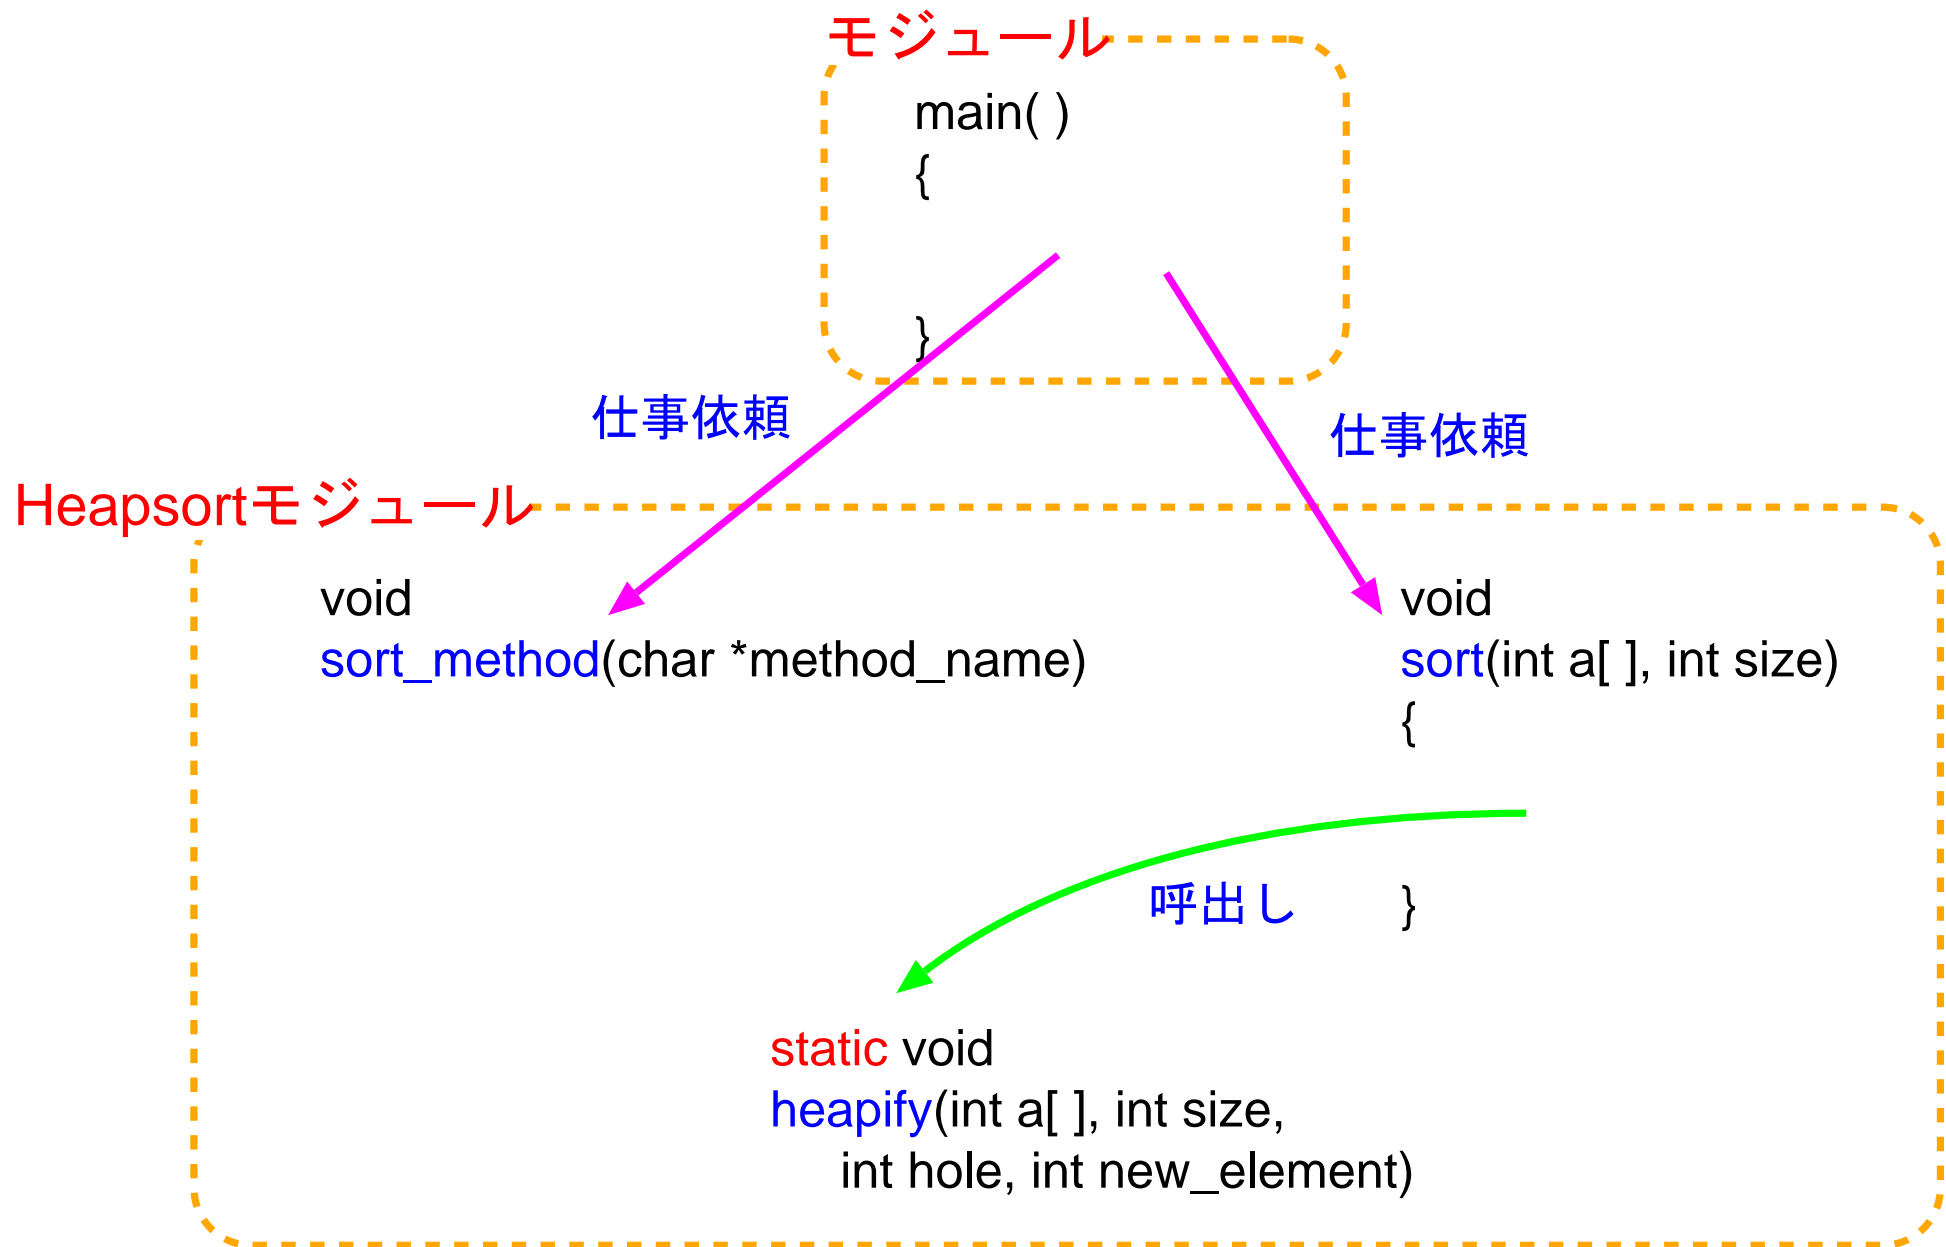 モジュール
main( )
{
}
仕事依頼
仕事依頼
Heapsortモジュール
void
sort_method(char *method_name)
void
sort(int a[ ], int size)
{
呼出し
}
static void
heapify(int a[ ], int size,
int hole, int new_element)